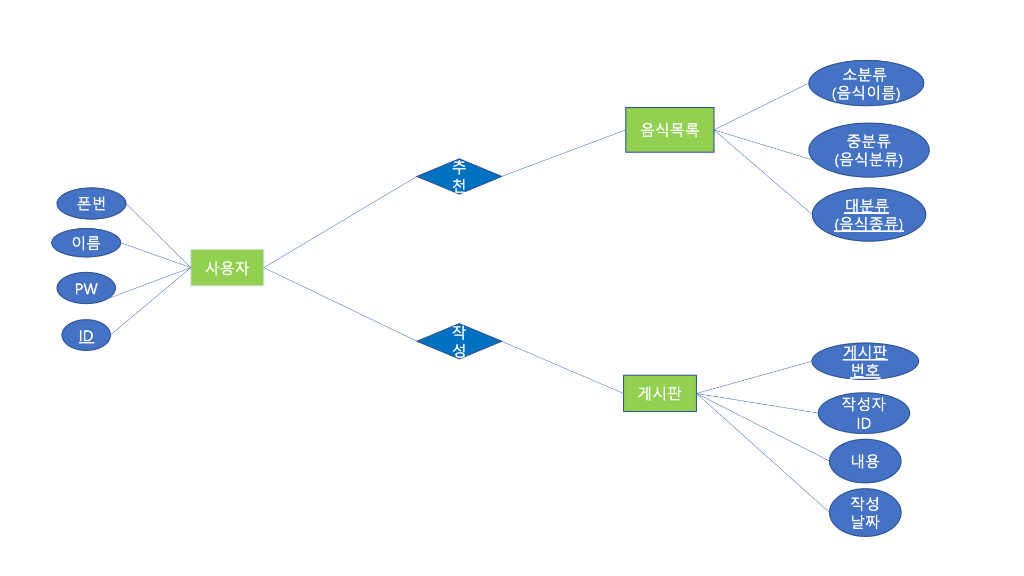 폰번
이름
PW
ID
사용자
추
천
작
성
음식목록
소분류
(음식이름)
중분류
(음식분류)
대분류
(음식종류)
게시판
게시판
번호
작성자
ID
내용
작성
날짜